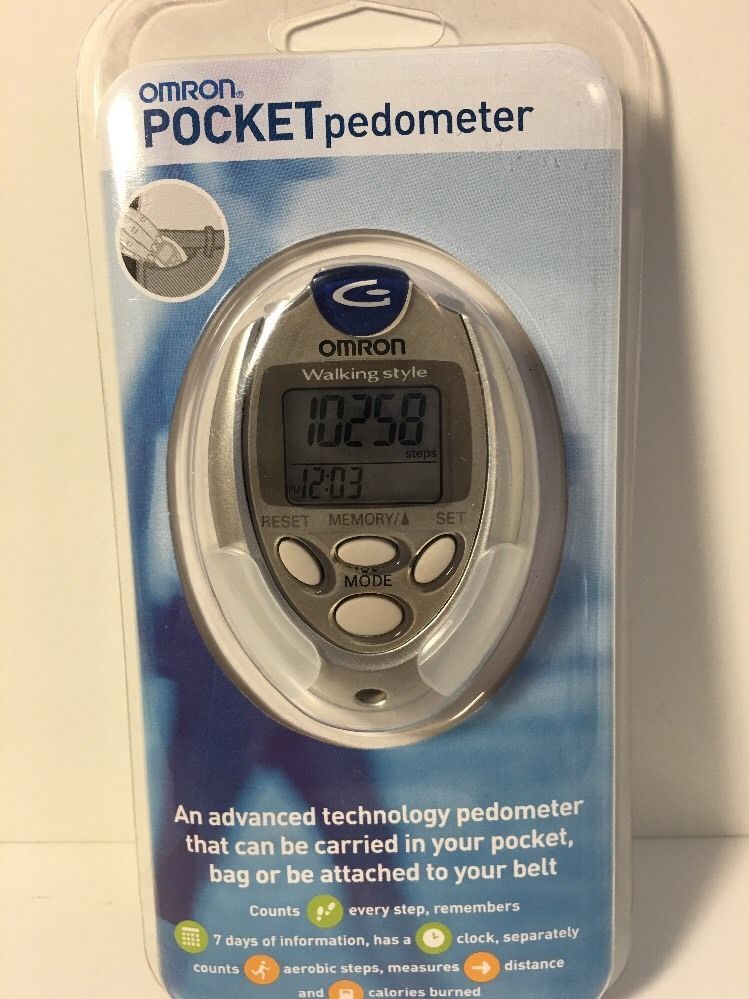 OMRON®
POCKETpedometer
OMRON
Walking style
10258
steps
PM 12:03
RESET MEMORY/▲ SET
MODE
An advanced technology pedometer
that can be carried in your pocket,
bag or be attached to your belt
Counts every step, remembers
7 days of information, has a clock, separately
counts aerobic steps, measures distance
and calories burned